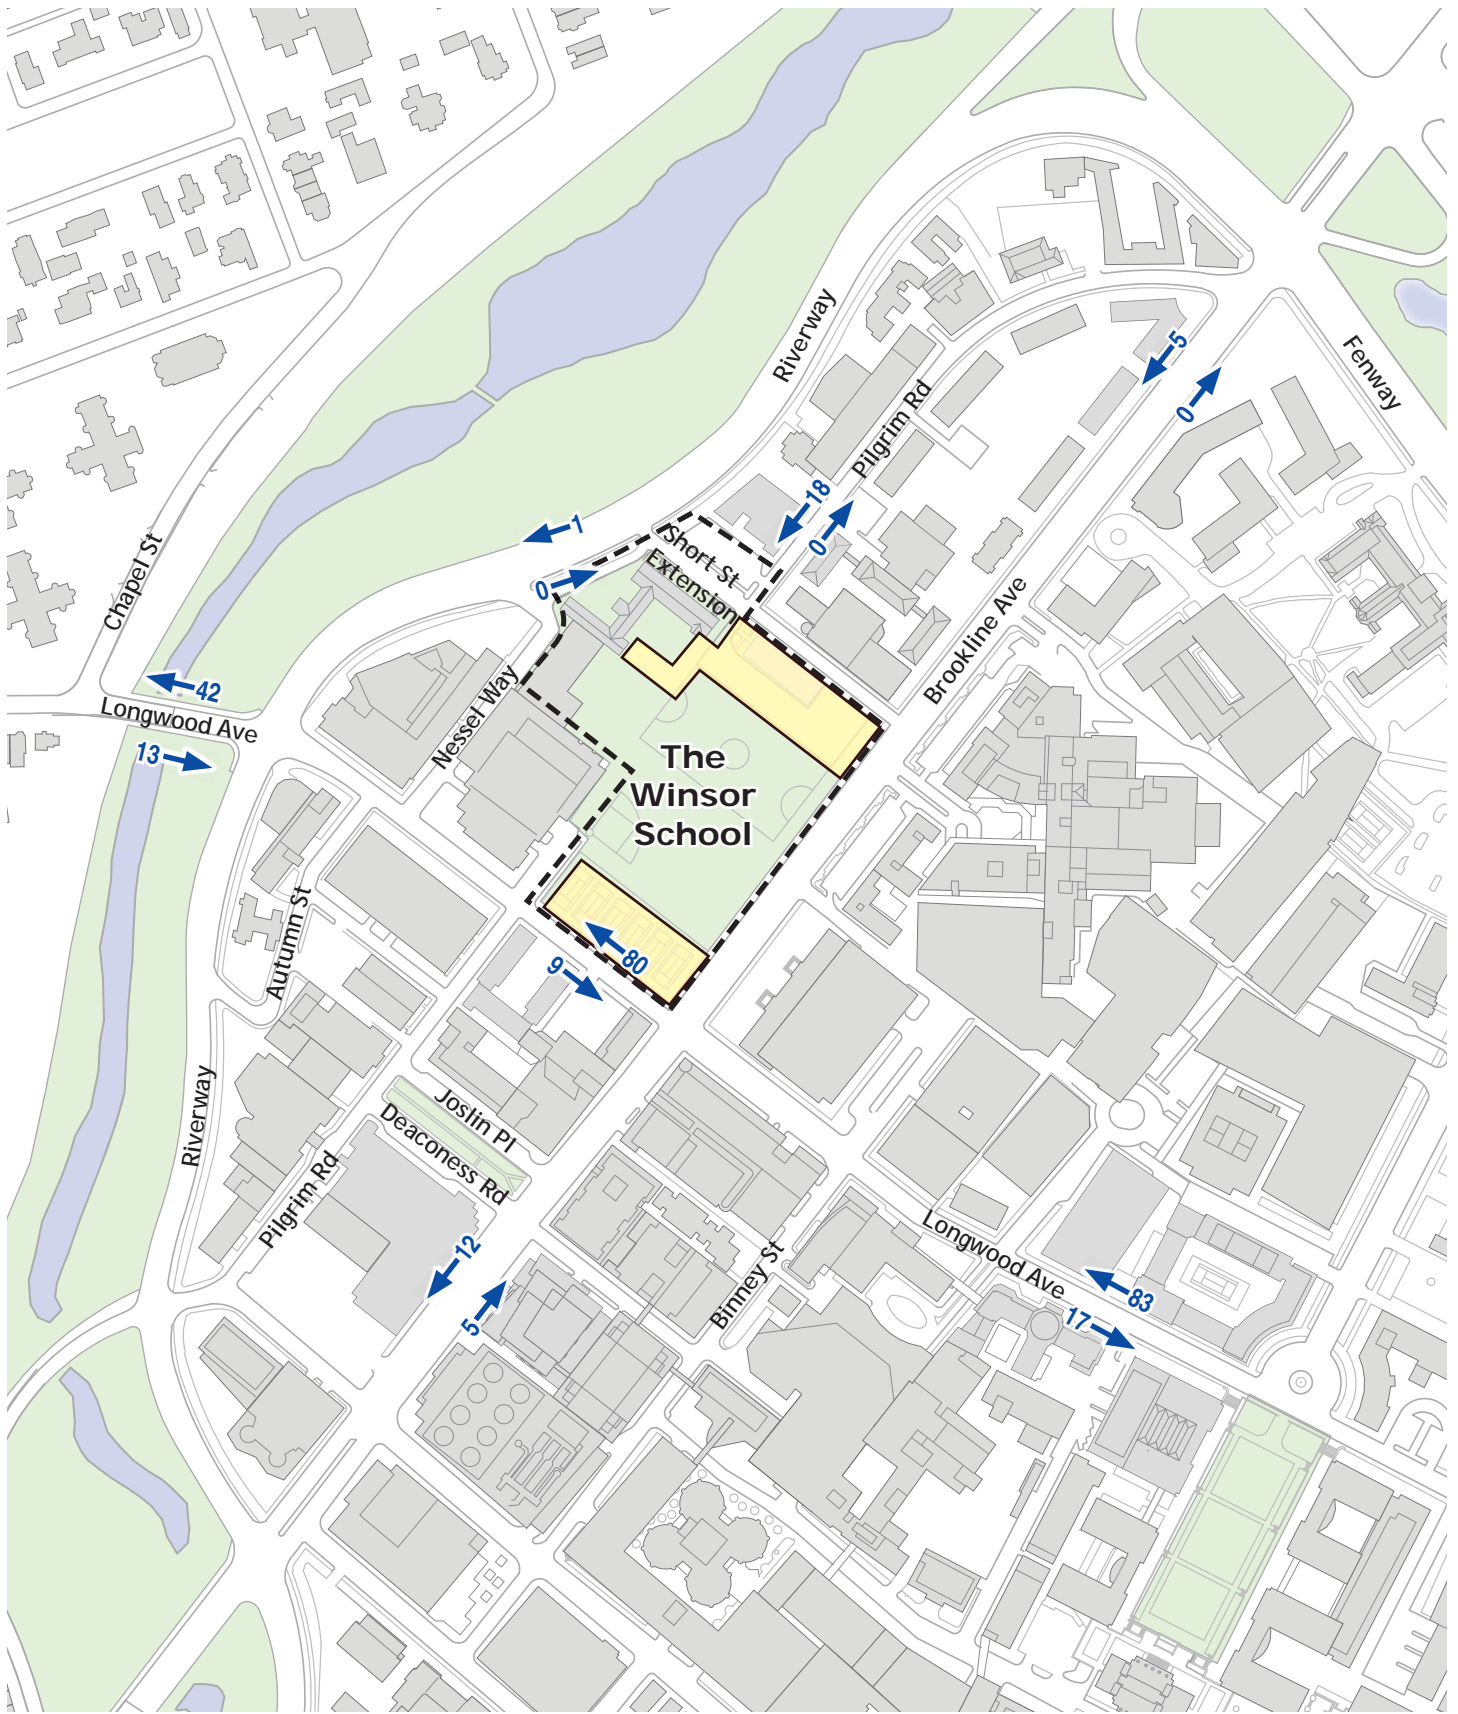 Riverway
Fenway
5
0
Pilgrim Rd
18
0
1
0
Short St
Extension
Chapel St
Brookline Ave
42
Longwood Ave
13
Nessel Way
The
Winsor
School
Autumn St
80
9
Riverway
Joslin Pl
Deaconess Rd
Pilgrim Rd
12
5
Binney St
Longwood Ave
83
17